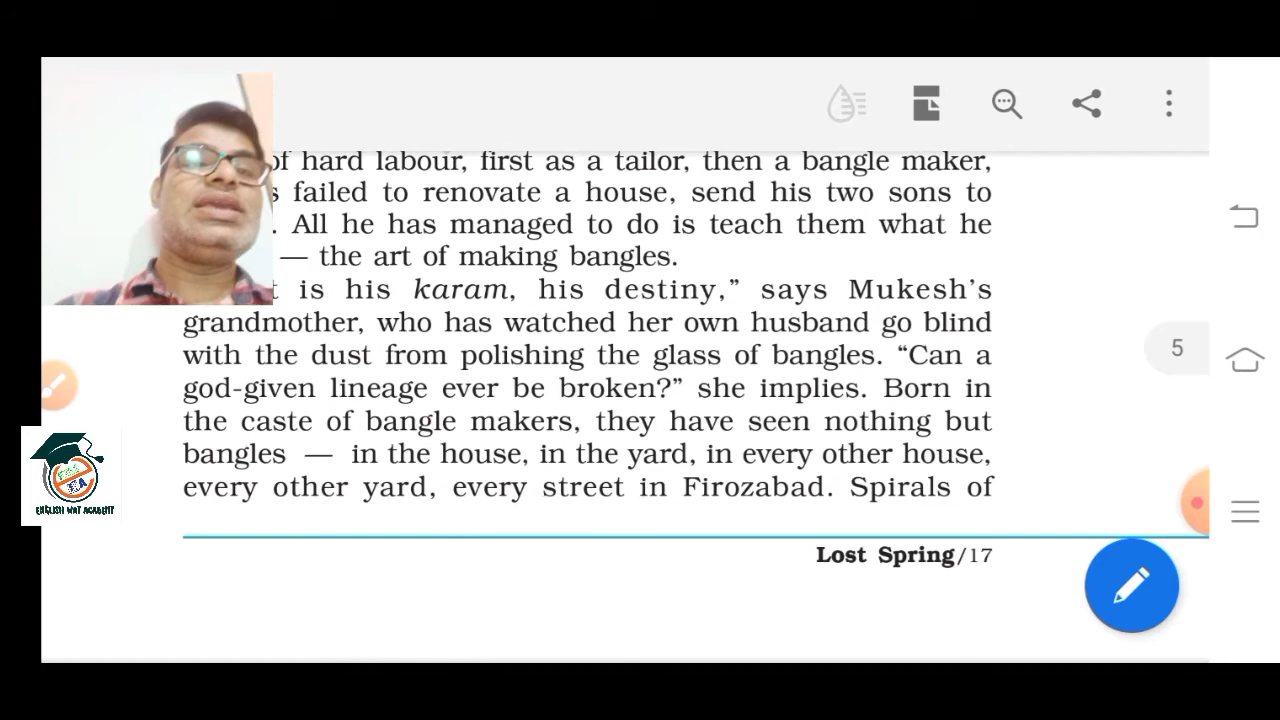 of hard labour, first as a tailor, then a bangle maker,
failed to renovate a house, send his two sons to
. All he has managed to do is teach them what he
— the art of making bangles.
is his karam, his destiny,” says Mukesh’s
grandmother, who has watched her own husband go blind
with the dust from polishing the glass of bangles. “Can a
god-given lineage ever be broken?” she implies. Born in
the caste of bangle makers, they have seen nothing but
bangles — in the house, in the yard, in every other house,
every other yard, every street in Firozabad. Spirals of
Lost Spring/17
5
ENGLISH WAY ACADEMY